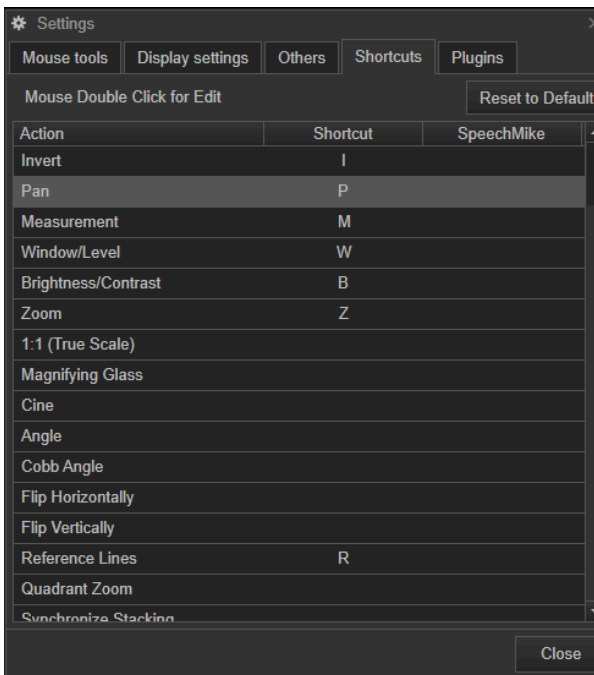 Settings
Mouse tools Display settings Others Shortcuts Plugins
Mouse Double Click for Edit Reset to Default
Action Shortcut SpeechMike
Invert I
Pan P
Measurement M
Window/Level W
Brightness/Contrast B
Zoom Z
1:1 (True Scale)
Magnifying Glass
Cine
Angle
Cobb Angle
Flip Horizontally
Flip Vertically
Reference Lines R
Quadrant Zoom
Synchronize Stacking
Close